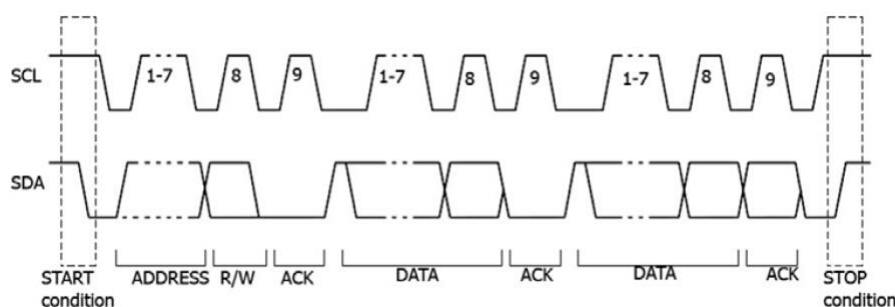 SCL 1-7 8 9 1-7 8 9 1-7 8 9
SDA
START condition ADDRESS R/W ACK DATA ACK DATA ACK STOP condition